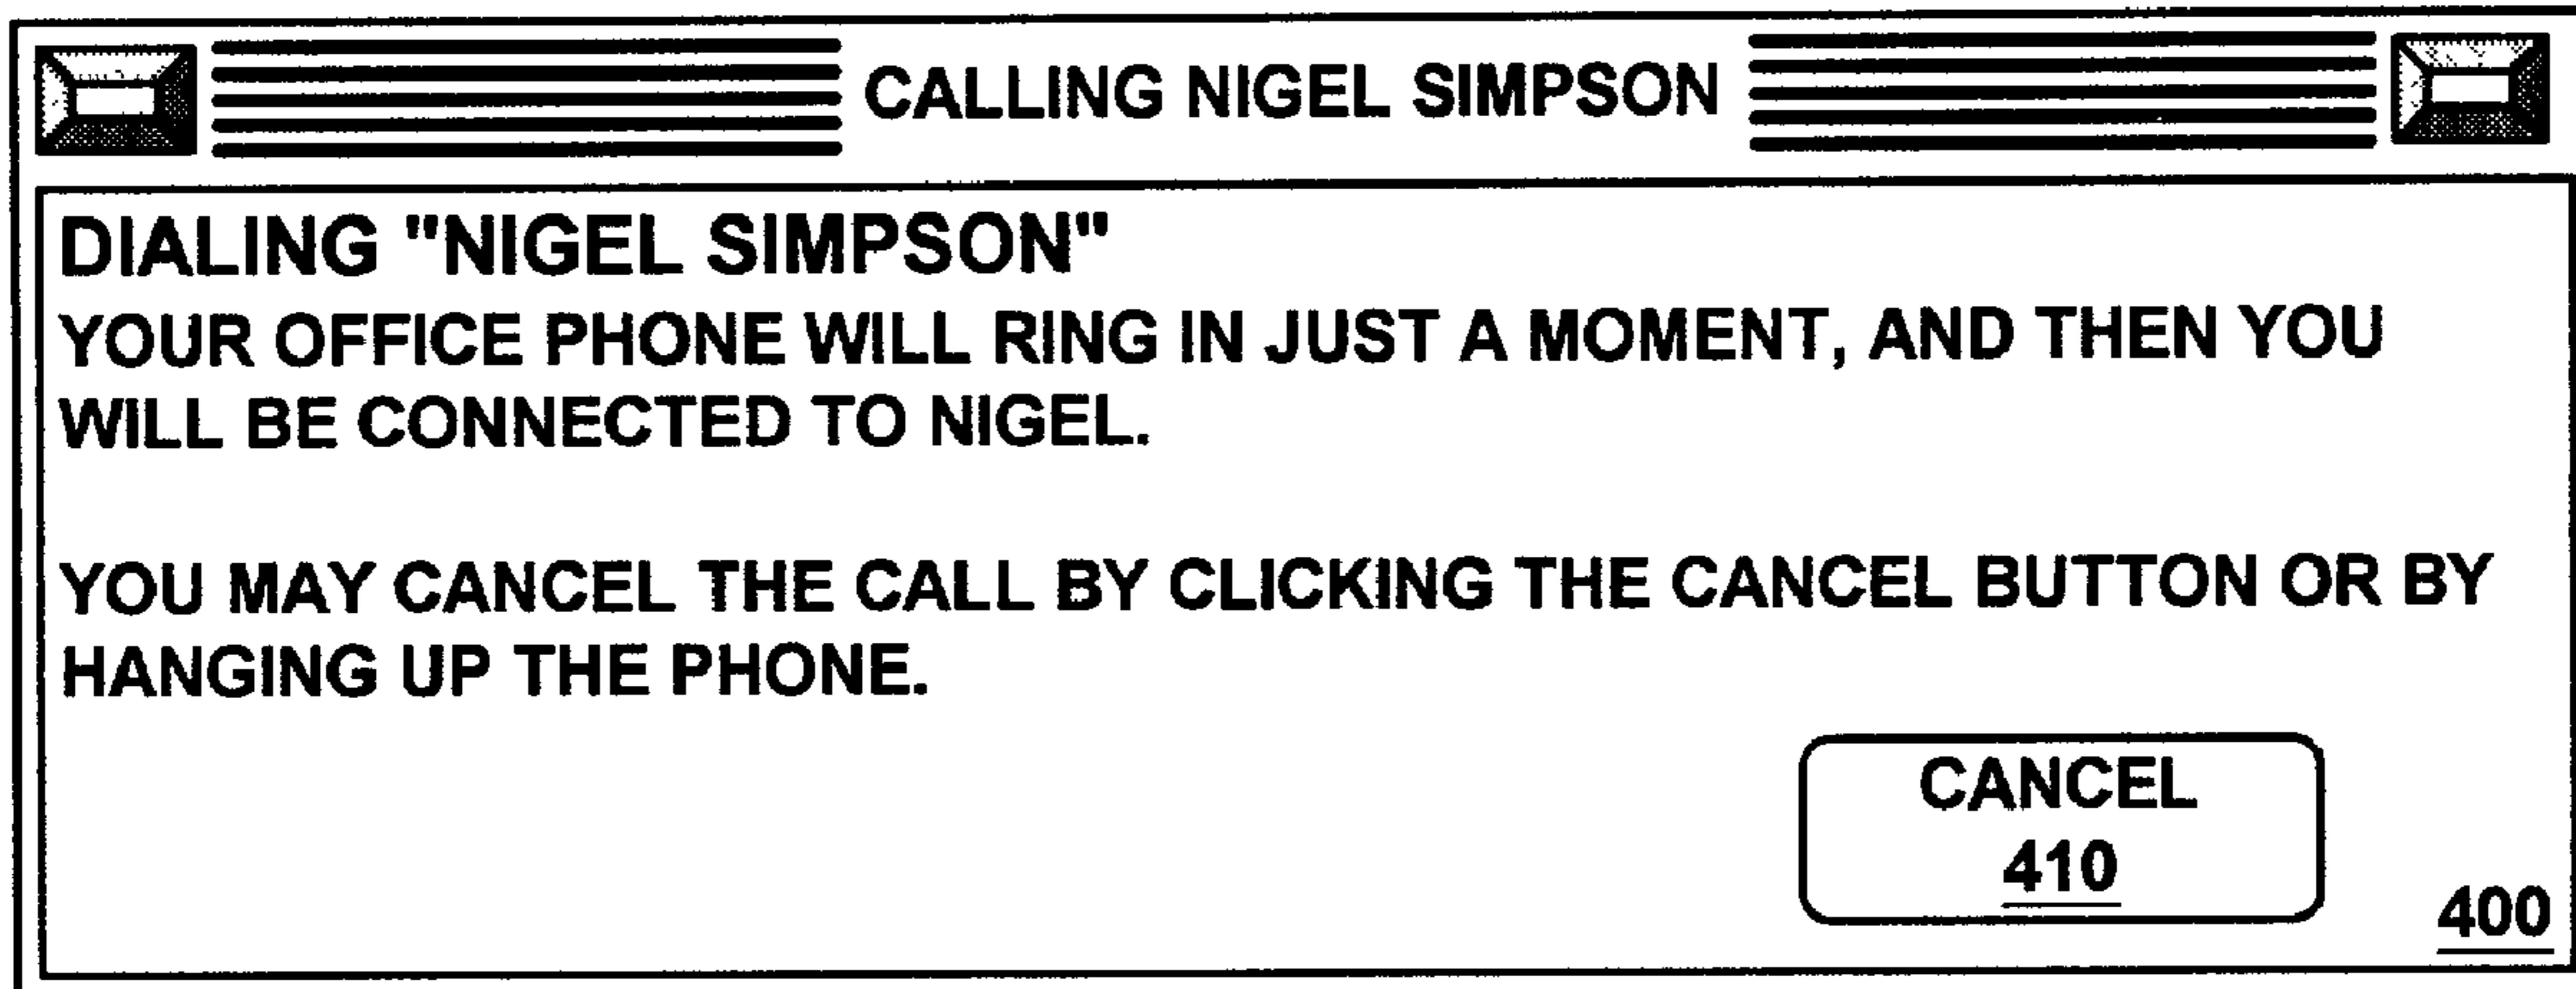 CALLING NIGEL SIMPSON
DIALING "NIGEL SIMPSON"
YOUR OFFICE PHONE WILL RING IN JUST A MOMENT, AND THEN YOU
WILL BE CONNECTED TO NIGEL.
YOU MAY CANCEL THE CALL BY CLICKING THE CANCEL BUTTON OR BY
HANGING UP THE PHONE.
CANCEL
410
400